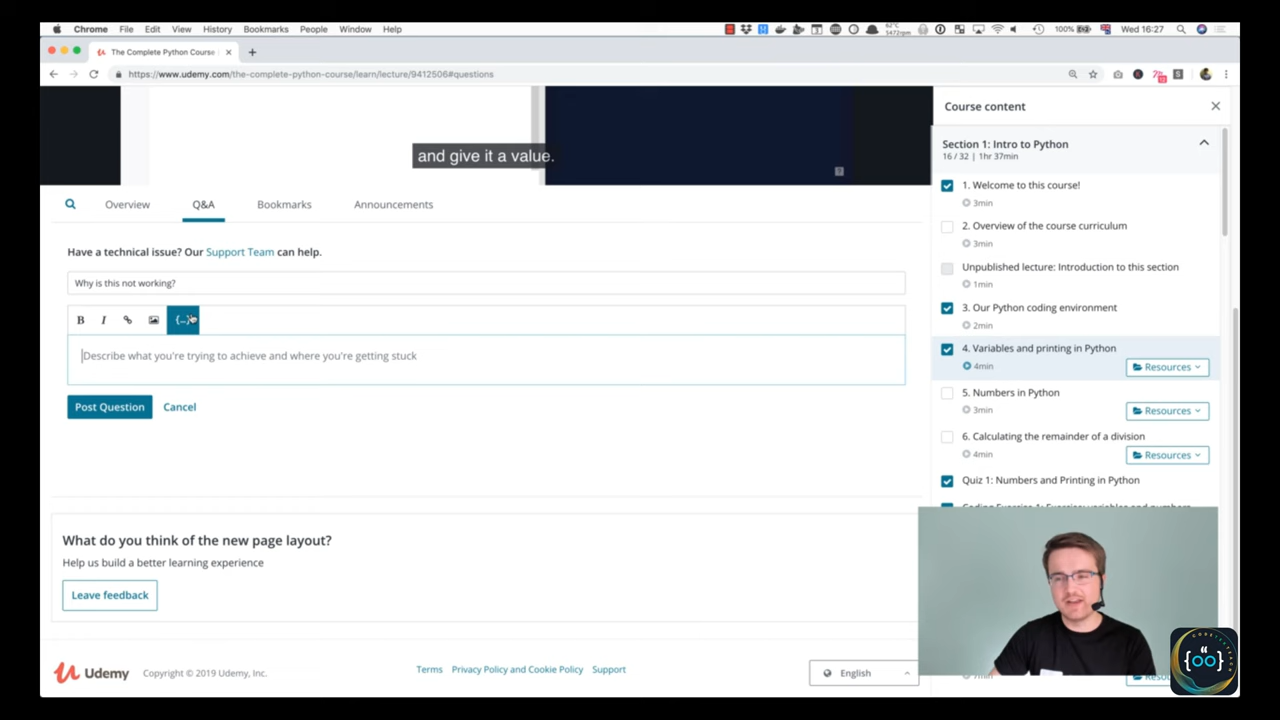 Chrome File Edit View History Bookmarks People Window Help
62°C
5472rpm
100%
Wed 16:27
The Complete Python Course
https://www.udemy.com/the-complete-python-course/learn/lecture/9412506#questions
and give it a value.
Overview Q&A Bookmarks Announcements
Have a technical issue? Our Support Team can help.
Why is this not working?
B I {...}
Describe what you're trying to achieve and where you're getting stuck
Post Question Cancel
What do you think of the new page layout?
Help us build a better learning experience
Leave feedback
Udemy Copyright © 2019 Udemy, Inc.
Terms Privacy Policy and Cookie Policy Support
English
Course content
Section 1: Intro to Python
16 / 32 | 1hr 37min
1. Welcome to this course!
3min
2. Overview of the course curriculum
3min
Unpublished lecture: Introduction to this section
1min
3. Our Python coding environment
2min
4. Variables and printing in Python
4min
Resources
5. Numbers in Python
3min
Resources
6. Calculating the remainder of a division
4min
Resources
Quiz 1: Numbers and Printing in Python